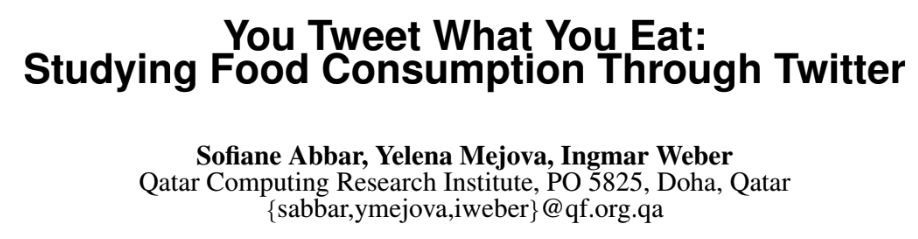 You Tweet What You Eat:
Studying Food Consumption Through Twitter
Sofiane Abbar, Yelena Mejova, Ingmar Weber
Qatar Computing Research Institute, PO 5825, Doha, Qatar
{sabbar,ymejova,iweber}@qf.org.qa